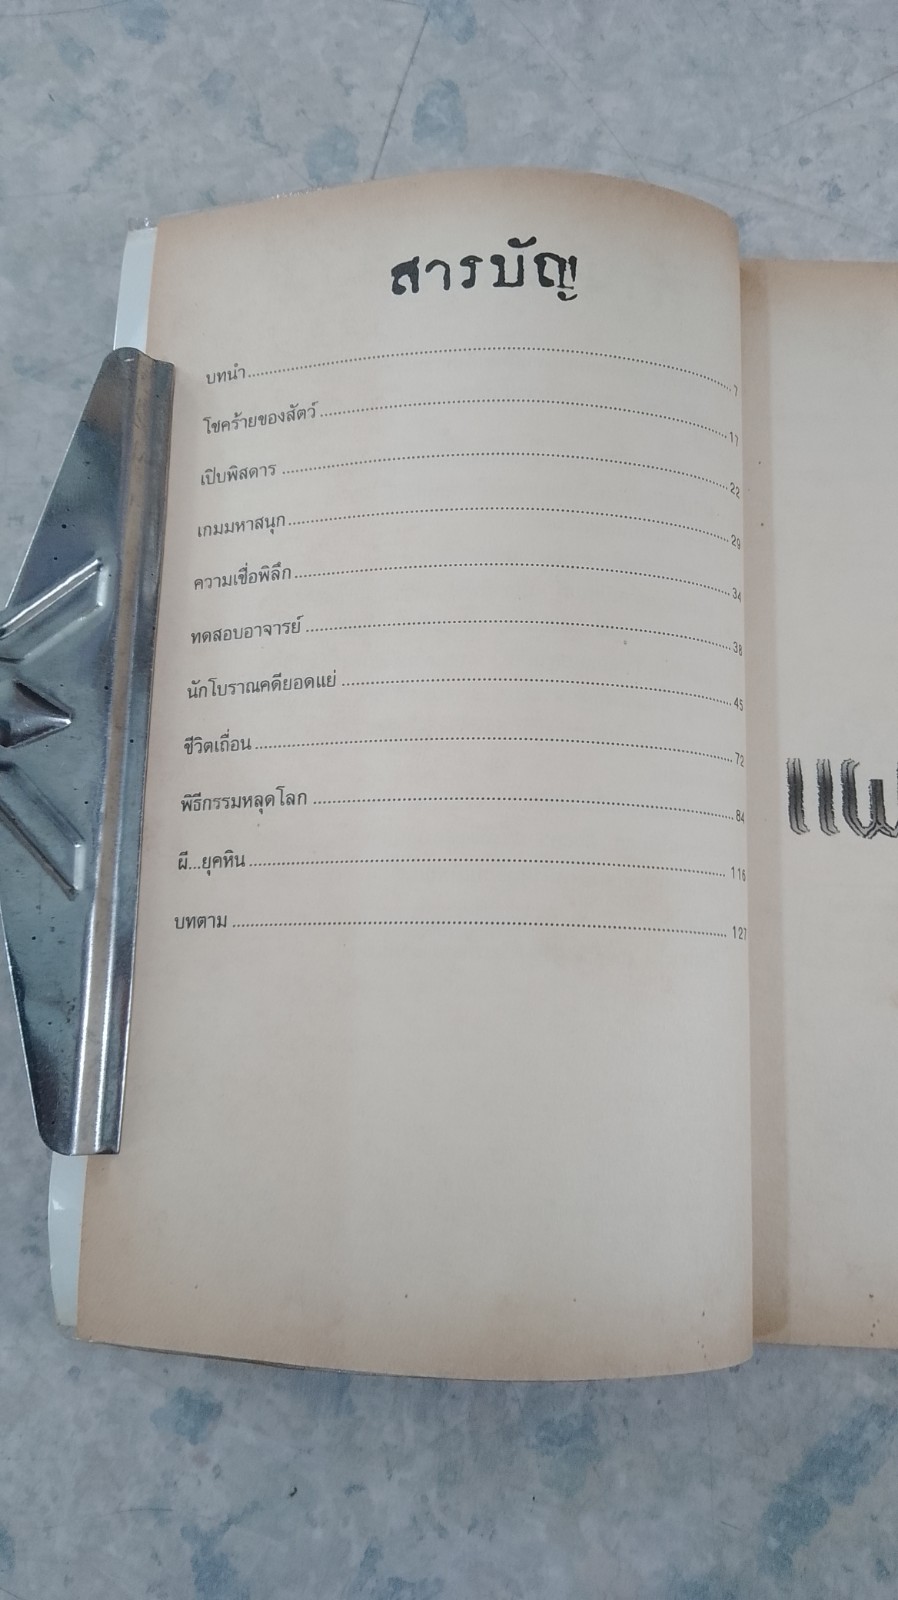 สารบัญ
บทนำ 7
โชคร้ายของสัตว์ 17
เปิบพิสดาร 22
เกมมหาสนุก 29
ความเชื่อพิลึก 34
ทดสอบอาจารย์ 38
นักโบราณคดียอดแย่ 45
ชีวิตเถื่อน 72
พิธีกรรมหลุดโลก 84
ผี...ยุคหิน 116
บทตาม 127